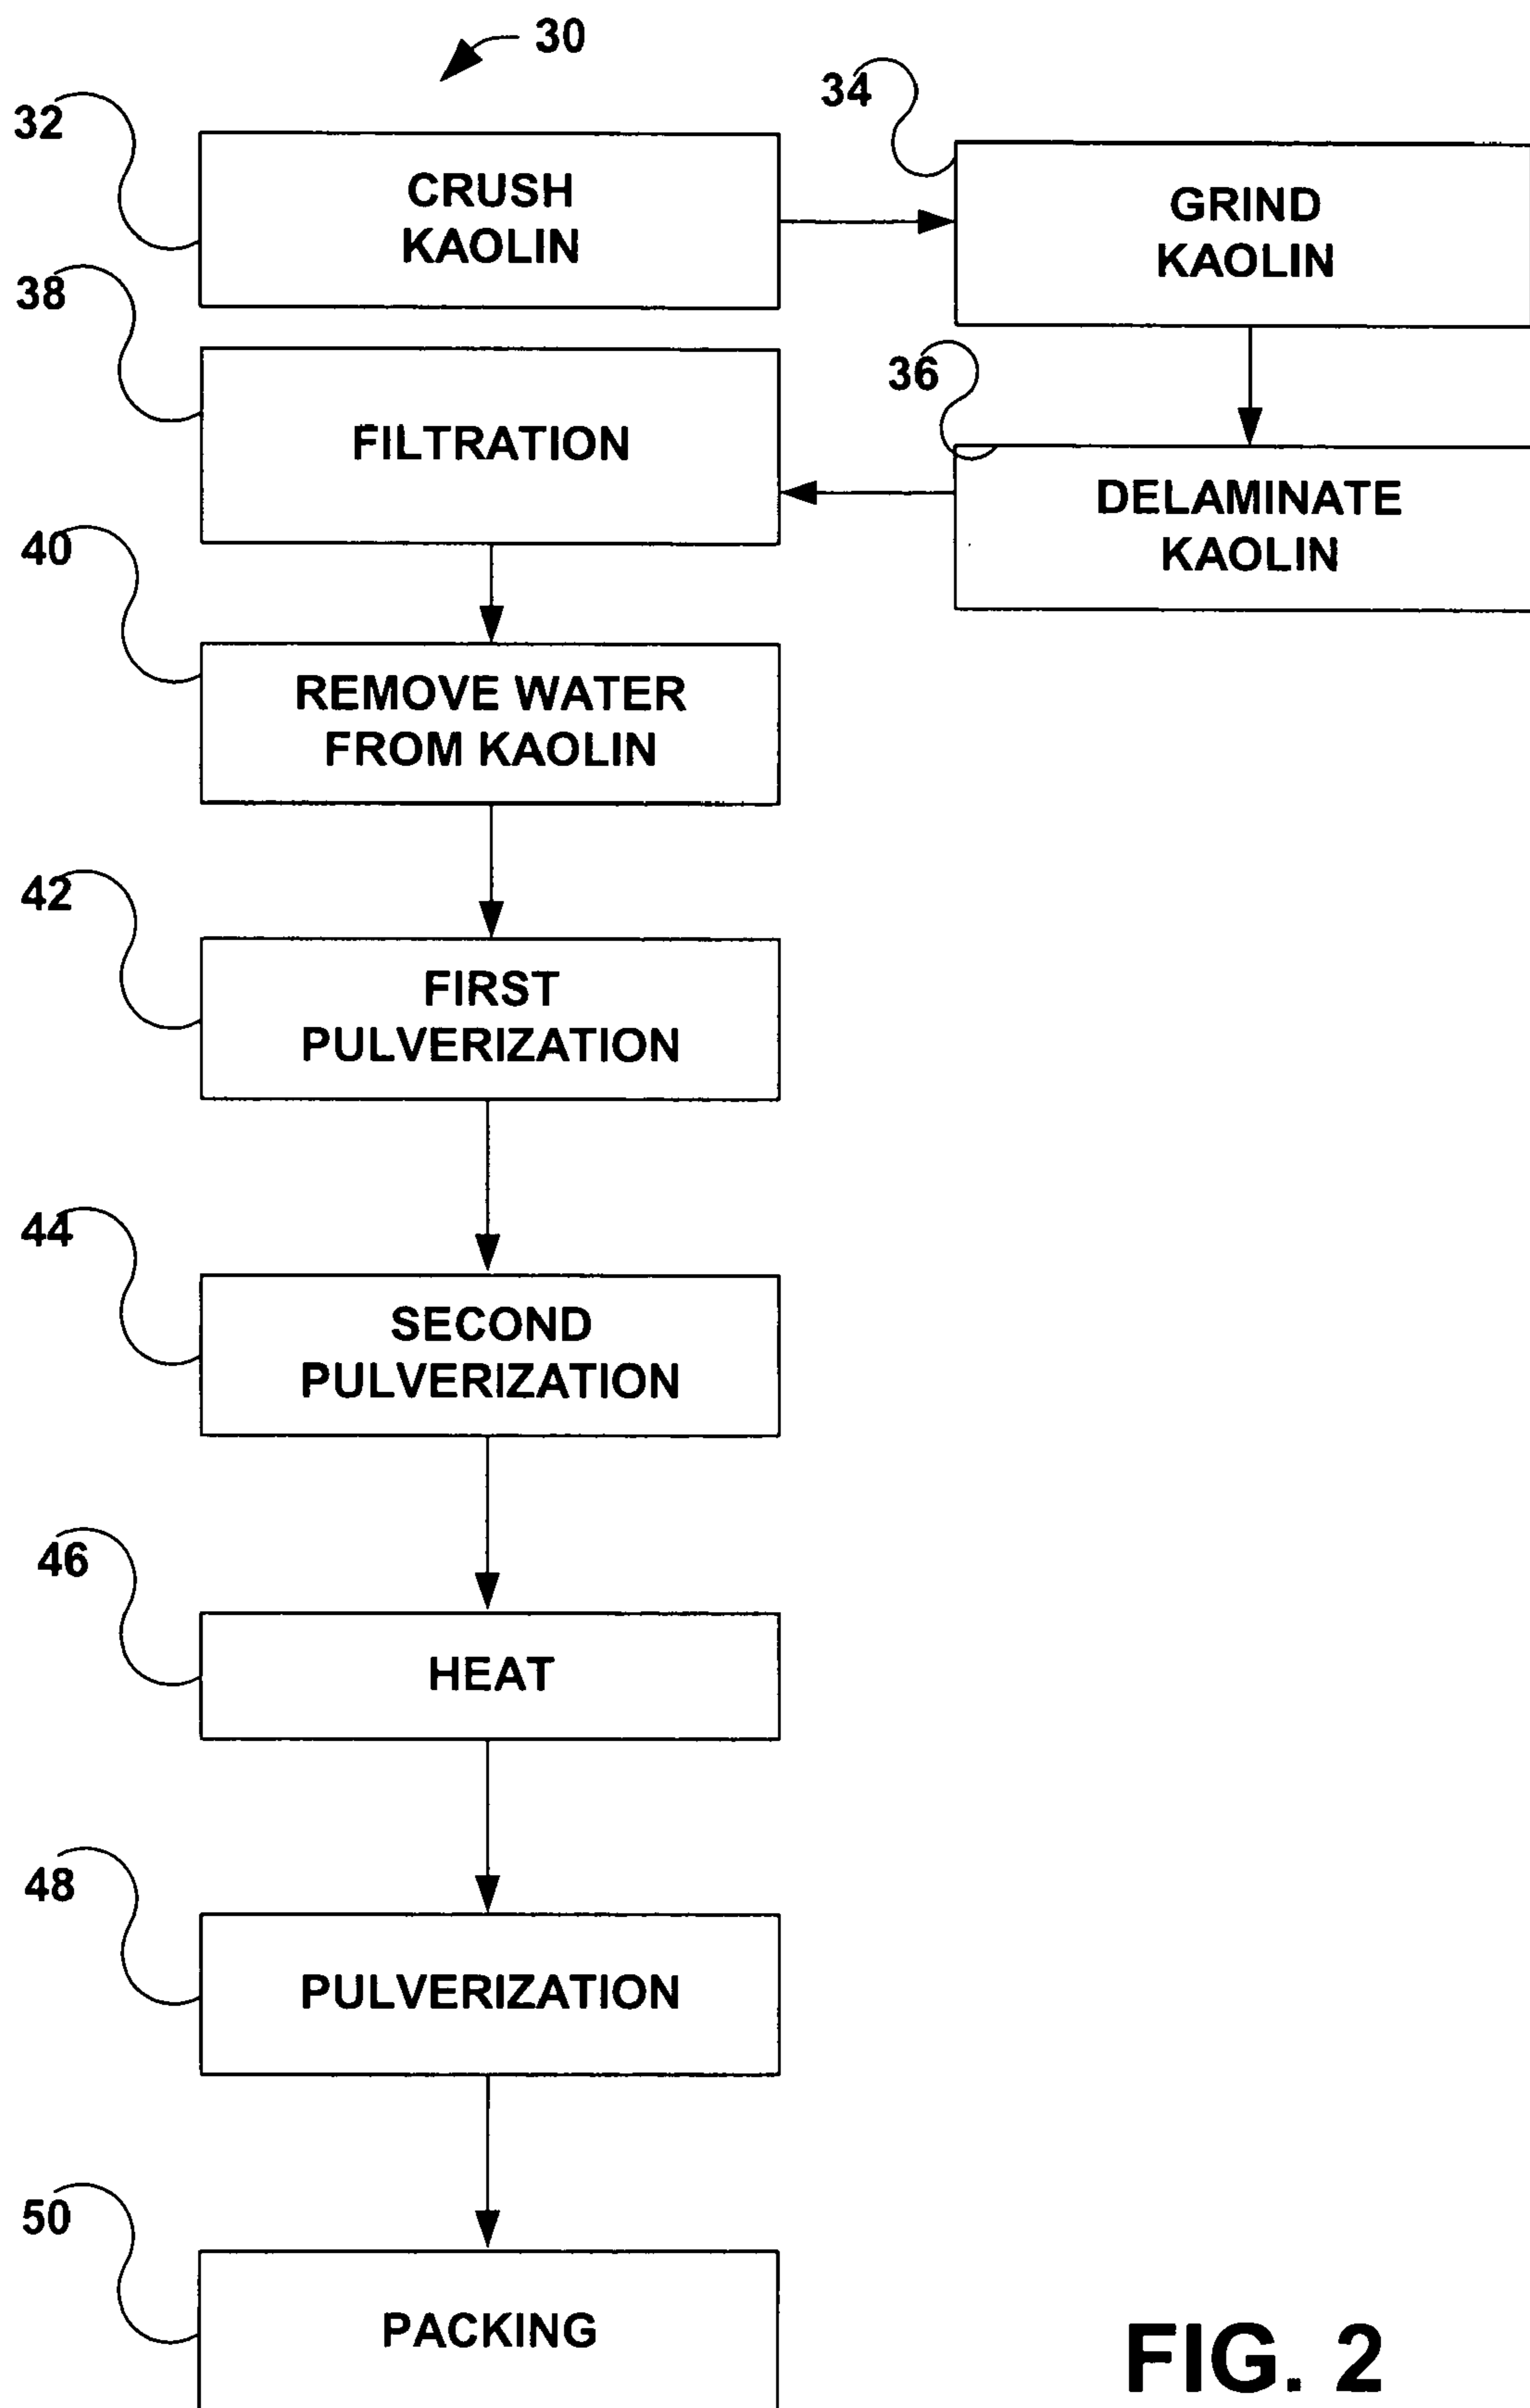 30
32
CRUSH
KAOLIN
34
GRIND
KAOLIN
36
DELAMINATE
KAOLIN
38
FILTRATION
40
REMOVE WATER
FROM KAOLIN
42
FIRST
PULVERIZATION
44
SECOND
PULVERIZATION
46
HEAT
48
PULVERIZATION
50
PACKING
FIG. 2